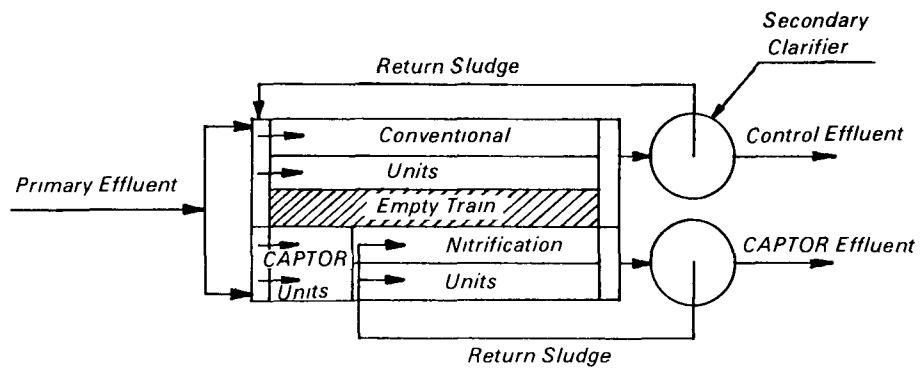 Secondary
Clarifier
Return Sludge
Conventional
Control Effluent
Units
Primary Effluent
Empty Train
Nitrification
CAPTOR Effluent
CAPTOR
Units
Units
Return Sludge